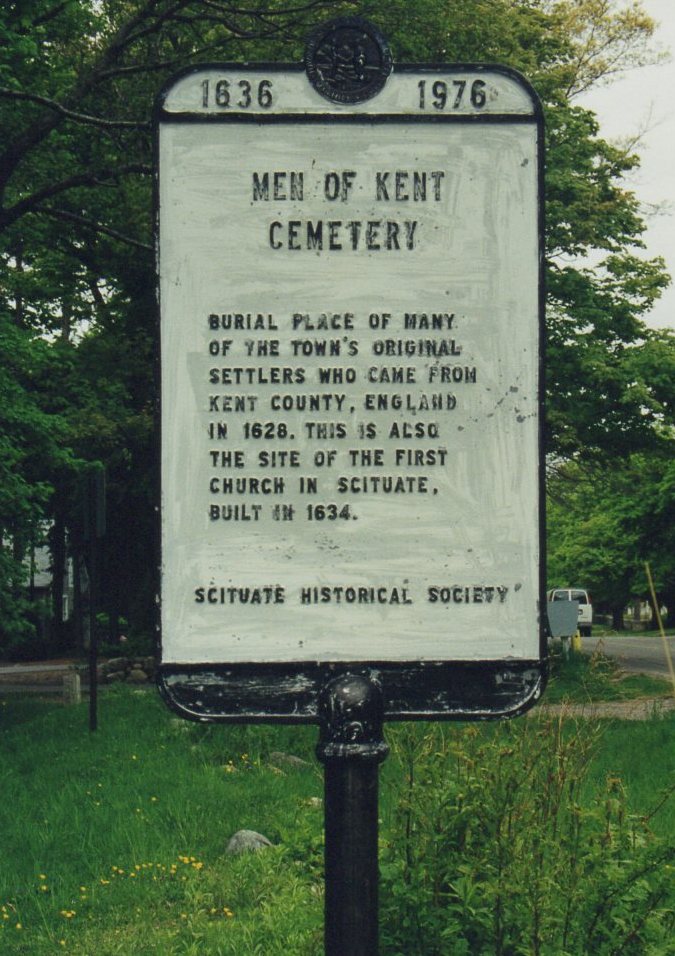 1636 1976
MEN OF KENT
CEMETERY
BURIAL PLACE OF MANY
OF THE TOWN'S ORIGINAL
SETTLERS WHO CAME FROM
KENT COUNTY, ENGLAND
IN 1628. THIS IS ALSO
THE SITE OF THE FIRST
CHURCH IN SCITUATE,
BUILT IN 1634.
SCITUATE HISTORICAL SOCIETY